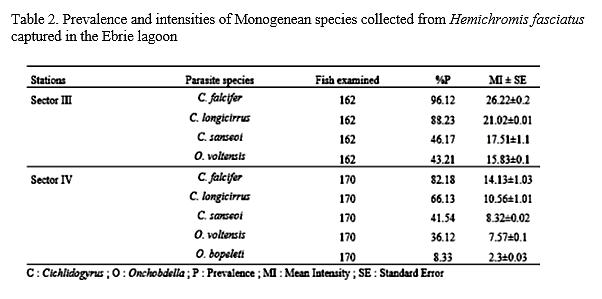 Table 2. Prevalence and intensities of Monogenean species collected from Hemichromis fasciatus
captured in the Ebrie lagoon
Stations Parasite species Fish examined %P MI ± SE
Sector III C. falcifer 162 96.12 26.22±0.2
C. longicirrus 162 88.23 21.02±0.01
C. sanseoi 162 46.17 17.51±1.1
O. voltensis 162 43.21 15.83±0.1
Sector IV C. falcifer 170 82.18 14.13±1.03
C. longicirrus 170 66.13 10.56±1.01
C. sanseoi 170 41.54 8.32±0.02
O. voltensis 170 36.12 7.57±0.1
O. bopeleti 170 8.33 2.3±0.03
C : Cichlidogyrus ; O : Onchobdella ; P : Prevalence ; MI : Mean Intensity ; SE : Standard Error